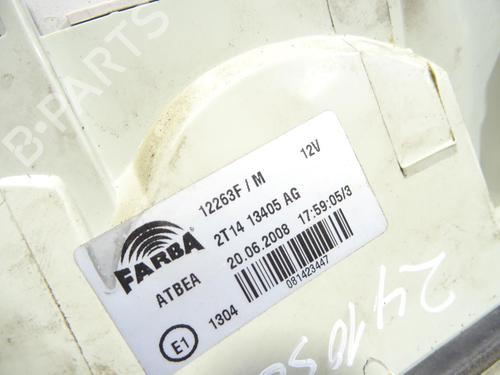 B-PARTS
12263F / M
12V
FARBA
2T14 13405 AG
ATBEA
20.06.2008 17:59:05/3
E1
1304
081423447